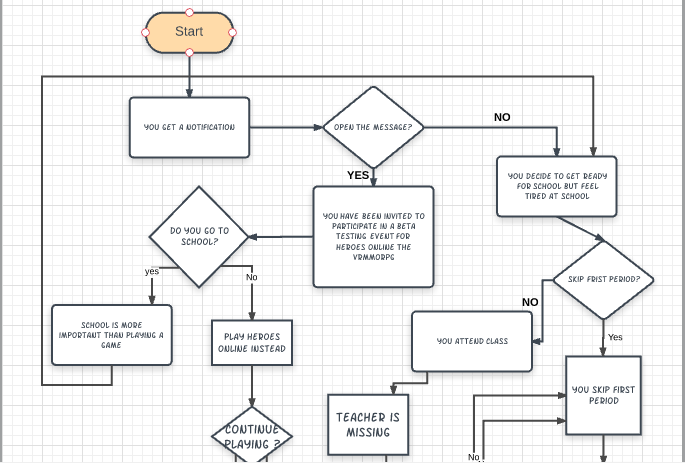 Start
YOU GET A NOTIFICATION
OPEN THE MESSAGE?
NO
YES
YOU DECIDE TO GET READY
FOR SCHOOL BUT FEEL
TIRED AT SCHOOL
DO YOU GO TO
SCHOOL?
YOU HAVE BEEN INVITED TO
PARTICIPATE IN A BETA
TESTING EVENT FOR
HEROES ONLINE THE
VRMMORPG
SKIP FRIST PERIOD?
yes
No
NO
Yes
SCHOOL IS MORE
IMPORTANT THAN PLAYING A
GAME
PLAY HEROES
ONLINE INSTEAD
YOU ATTEND CLASS
YOU SKIP FIRST
PERIOD
CONTINUE
PLAYING ?
TEACHER IS
MISSING
No